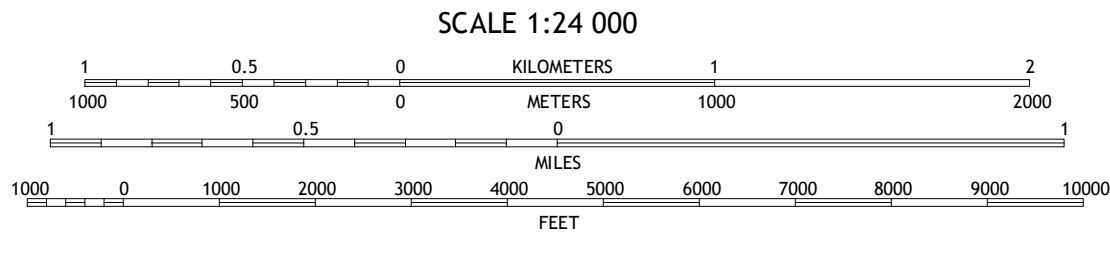 SCALE 1:24 000
1 0.5 0 KILOMETERS 1 2
1000 500 0 METERS 1000 2000
1 0.5 0 1
MILES
1000 0 1000 2000 3000 4000 5000 6000 7000 8000 9000 10000
FEET